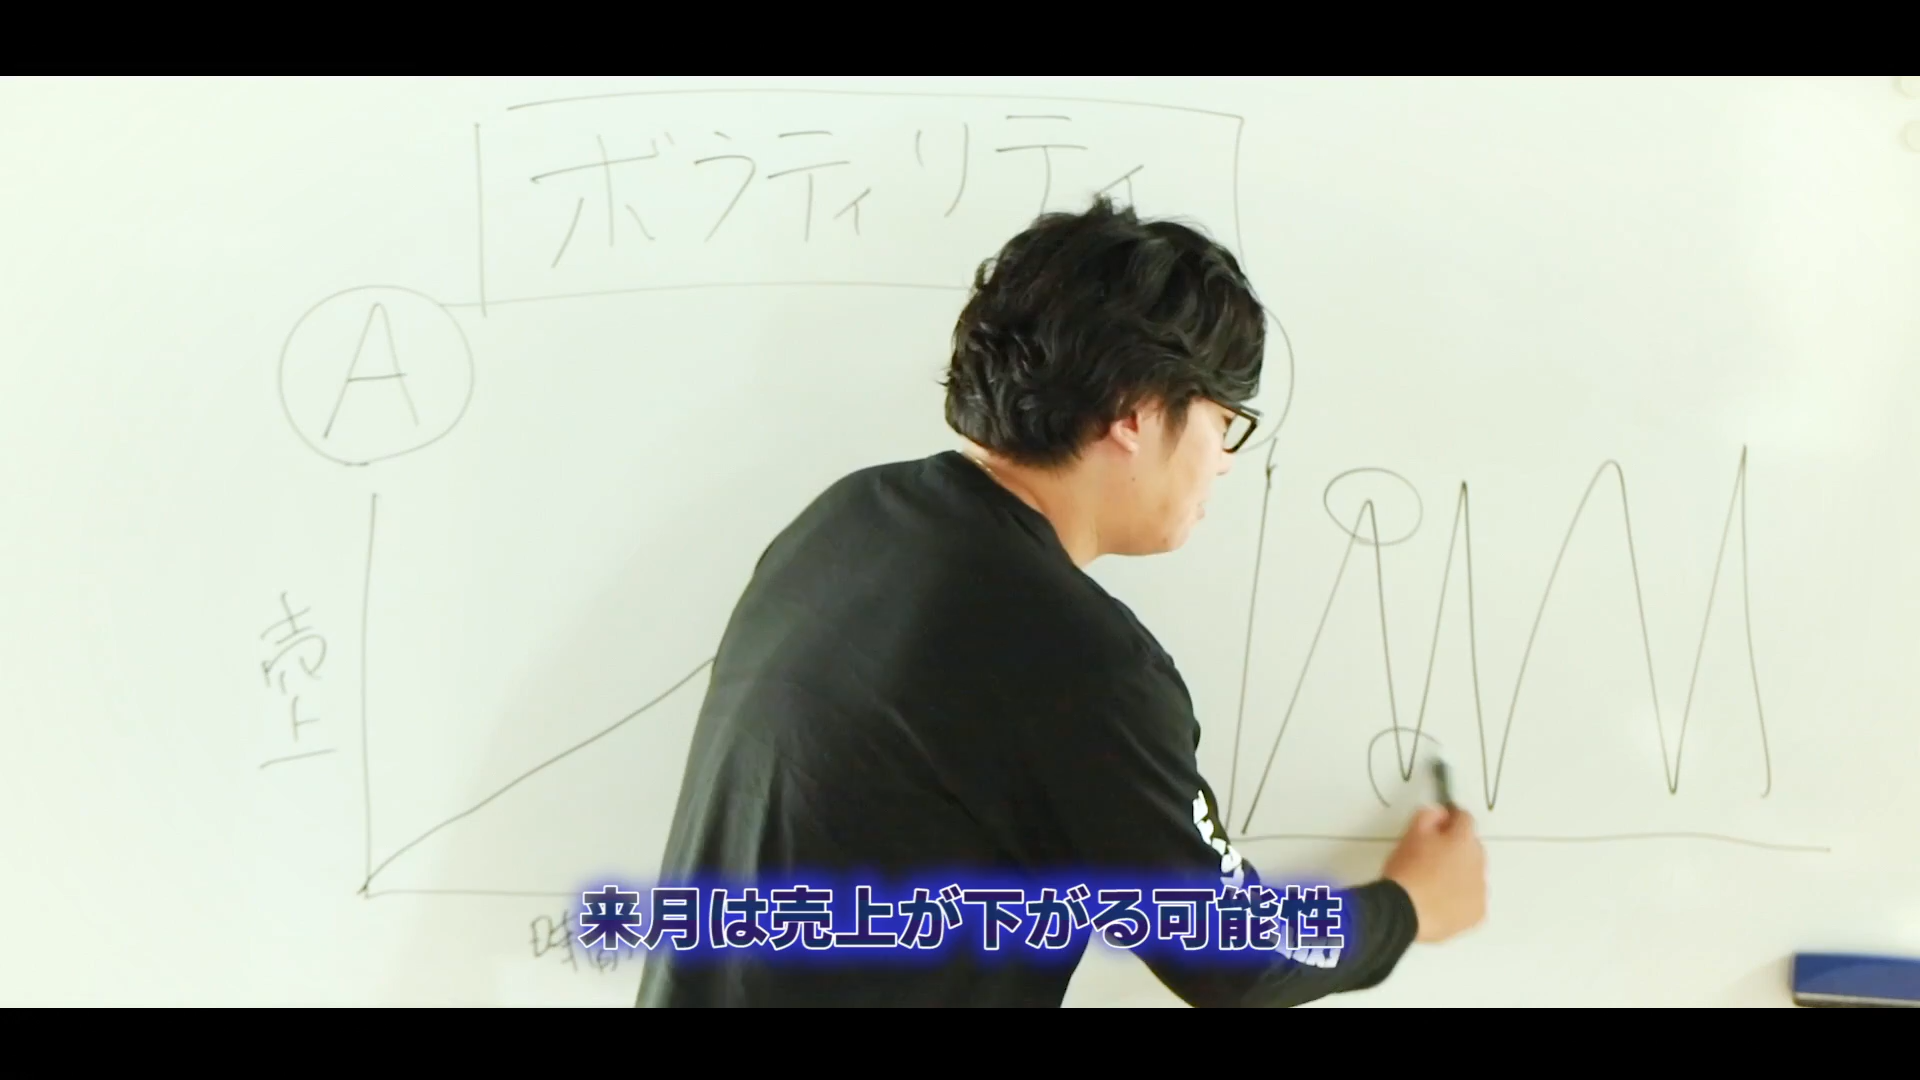 ボラティリティ
A
売上
時間
来月は売上が下がる可能性